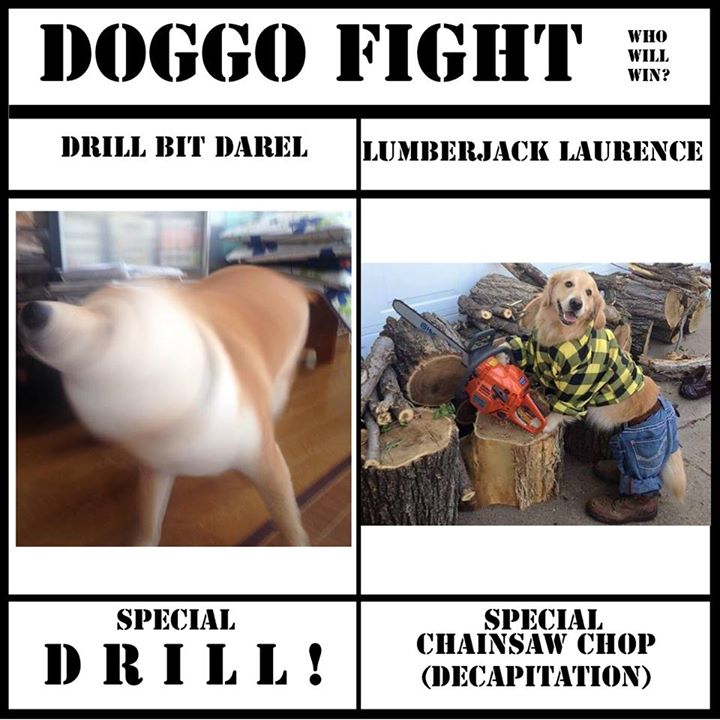 DOGGO FIGHT
WHO
WILL
WIN?
DRILL BIT DAREL
LUMBERJACK LAURENCE
SPECIAL
DRILL!
SPECIAL
CHAINSAW CHOP
(DECAPITATION)